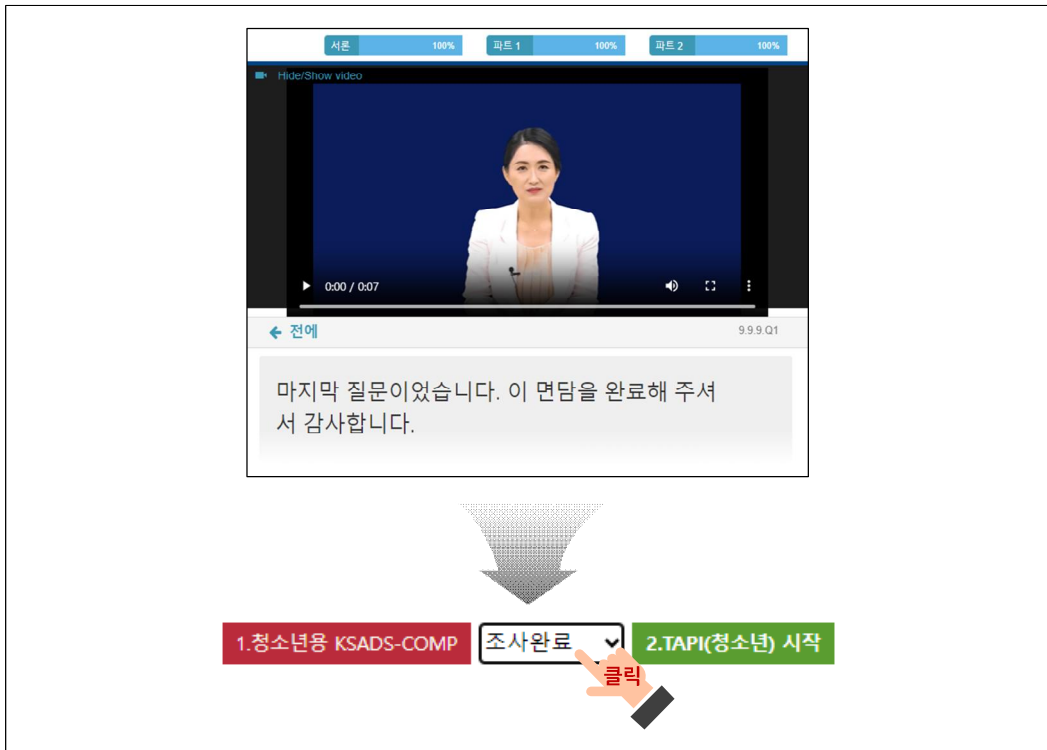 서론 100% 파트 1 100% 파트 2 100%
Hide/Show video
0:00 / 0:07
전에 9.9.9.Q1
마지막 질문이었습니다. 이 면담을 완료해 주셔
서 감사합니다.
1.청소년용 KSADS-COMP 조사완료 2.TAPI(청소년) 시작
클릭